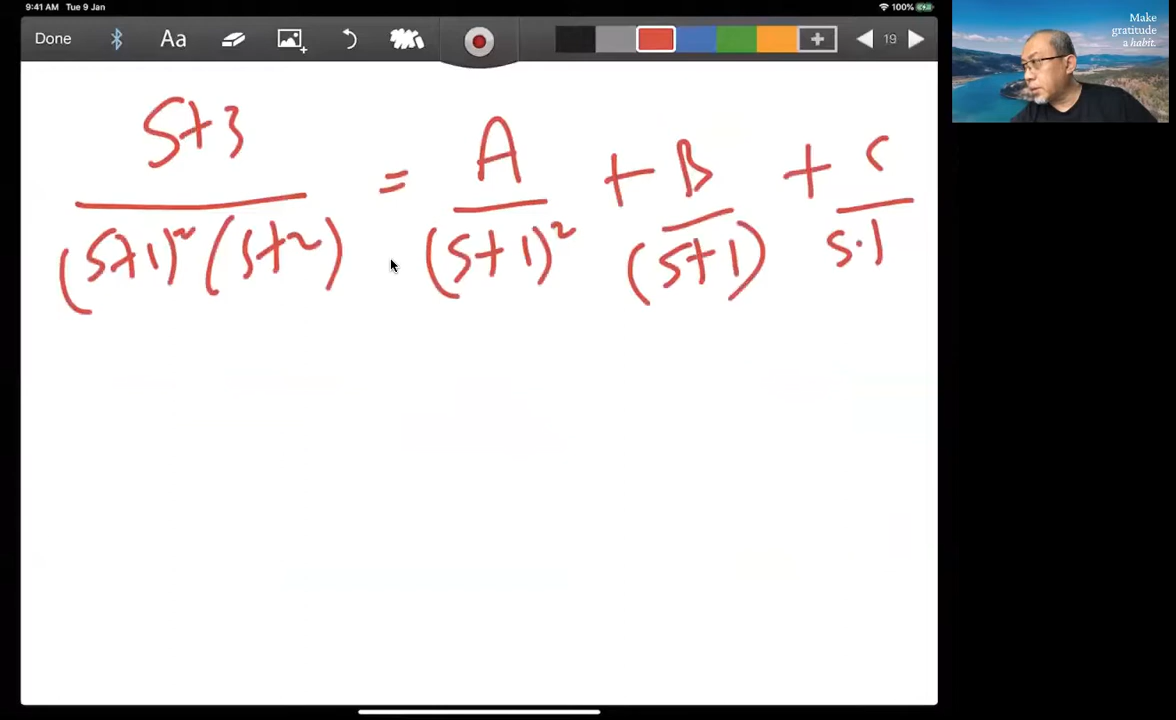 9:41 AM Tue 9 Jan
100%
Done Aa 19
Make
gratitude
a habit.
S+3 / (S+1)² (S+2) = A / (S+1)² + B / (S+1) + C / S·